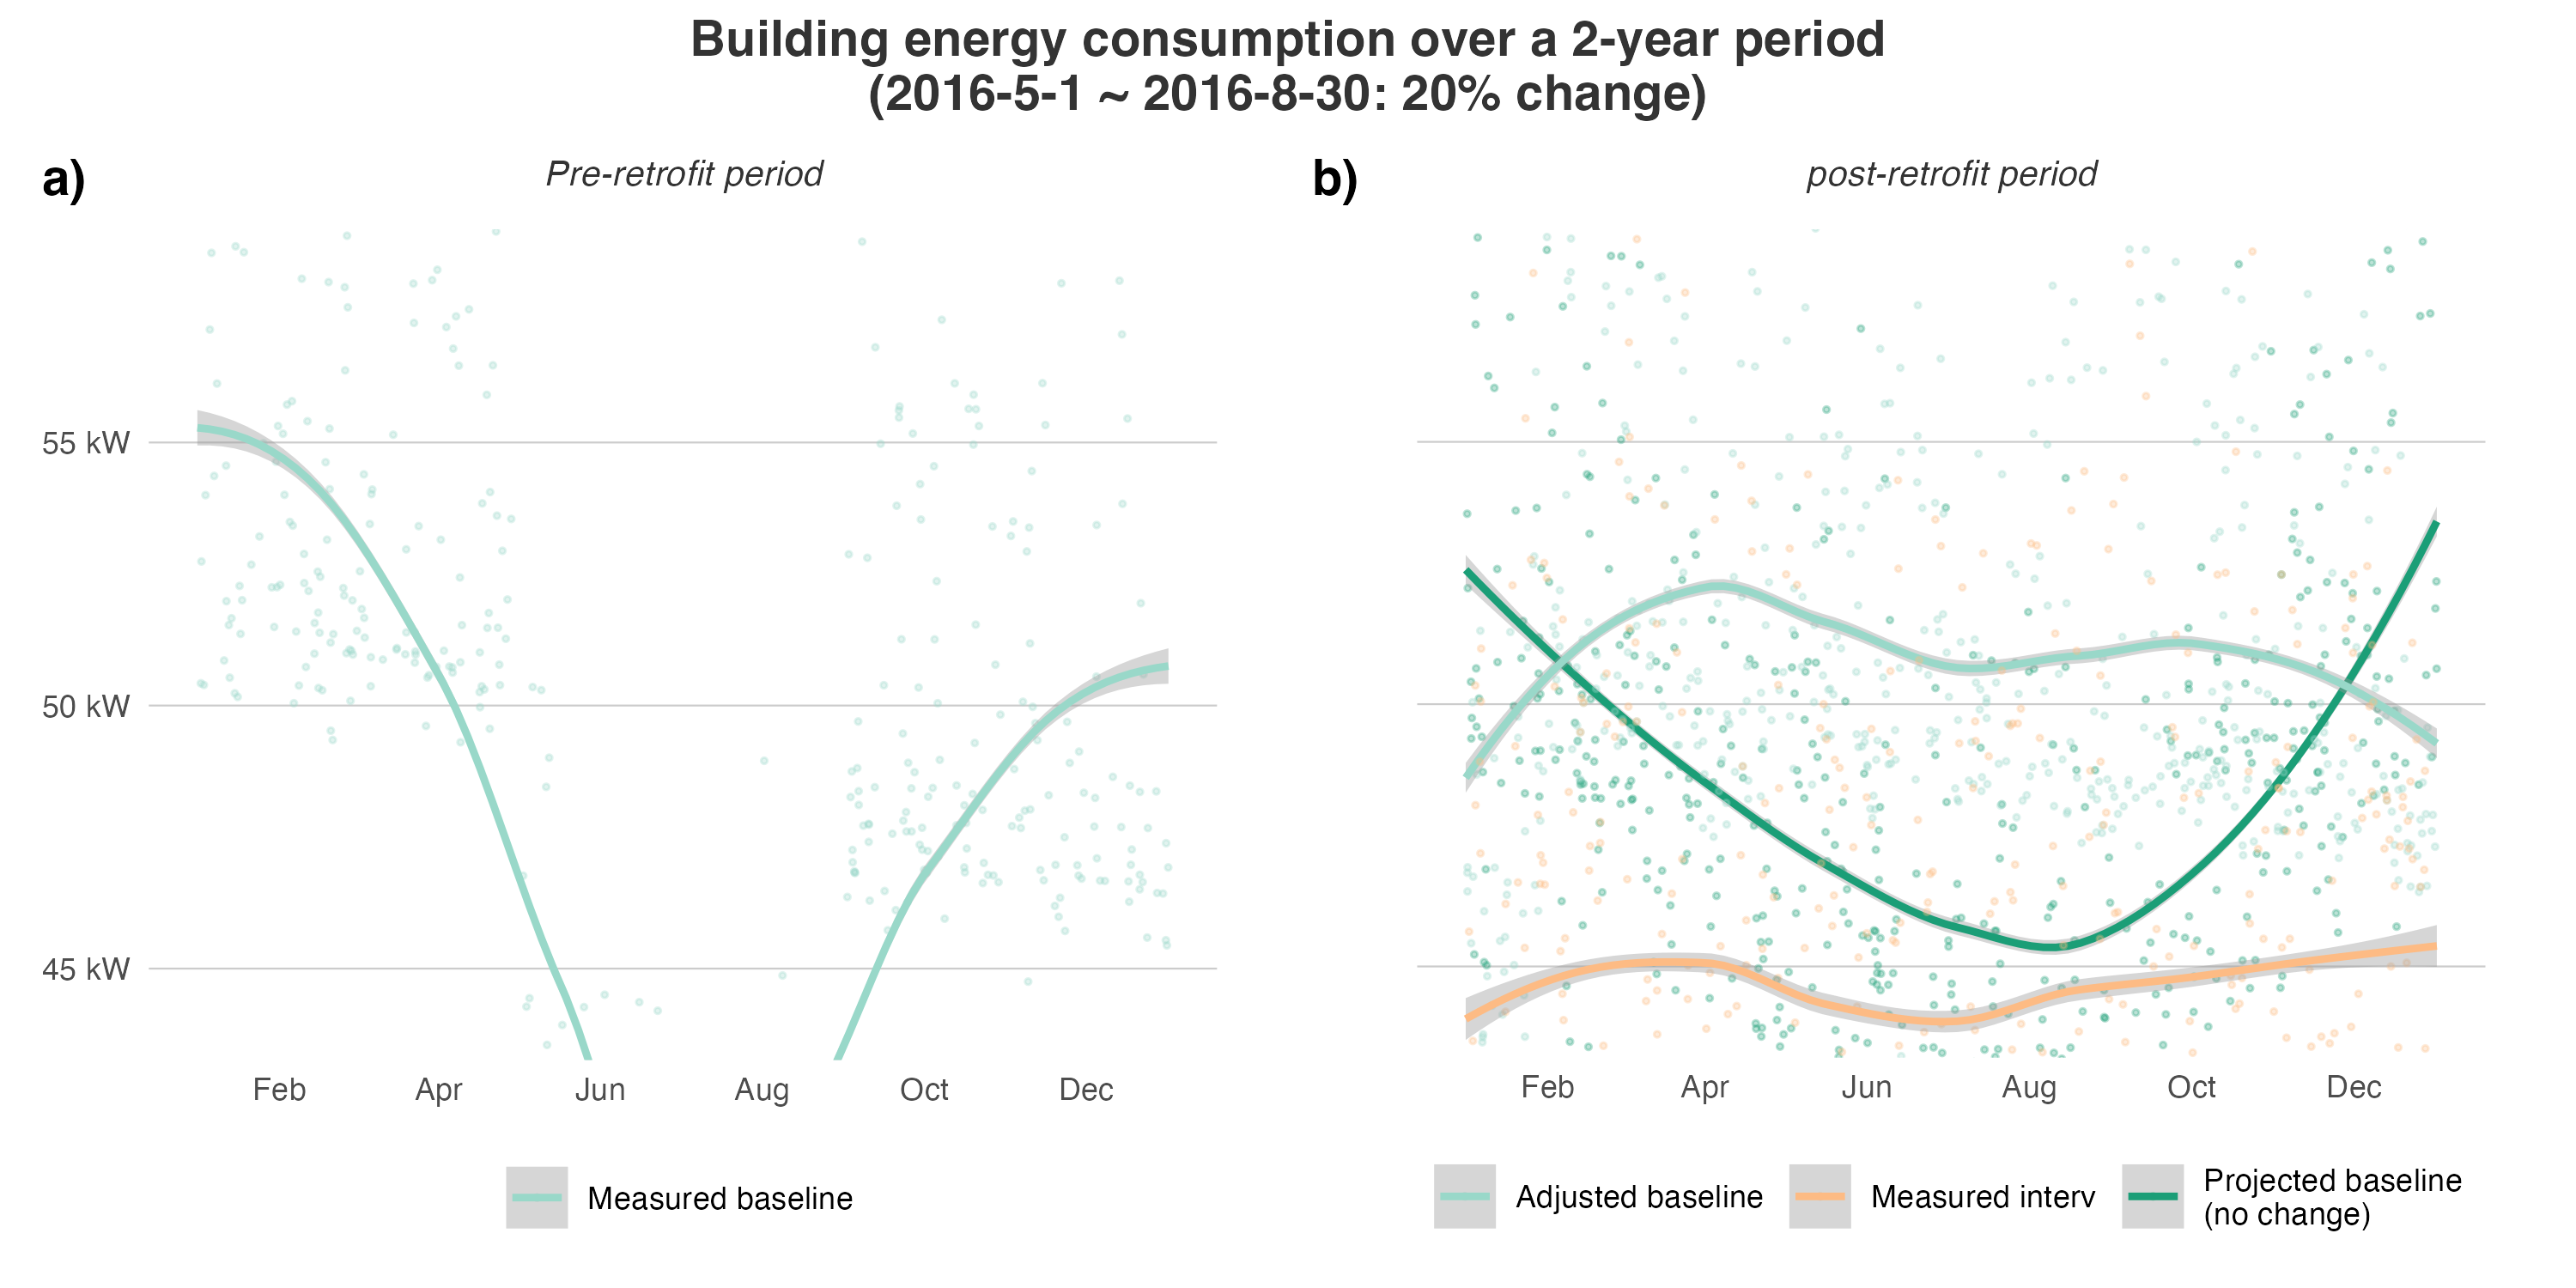 Building energy consumption over a 2-year period
(2016-5-1 ~ 2016-8-30: 20% change)
a)
Pre-retrofit period
55 kW
50 kW
45 kW
Feb
Apr
Jun
Aug
Oct
Dec
Measured baseline
b)
post-retrofit period
Feb
Apr
Jun
Aug
Oct
Dec
Adjusted baseline
Measured interv
Projected baseline
(no change)